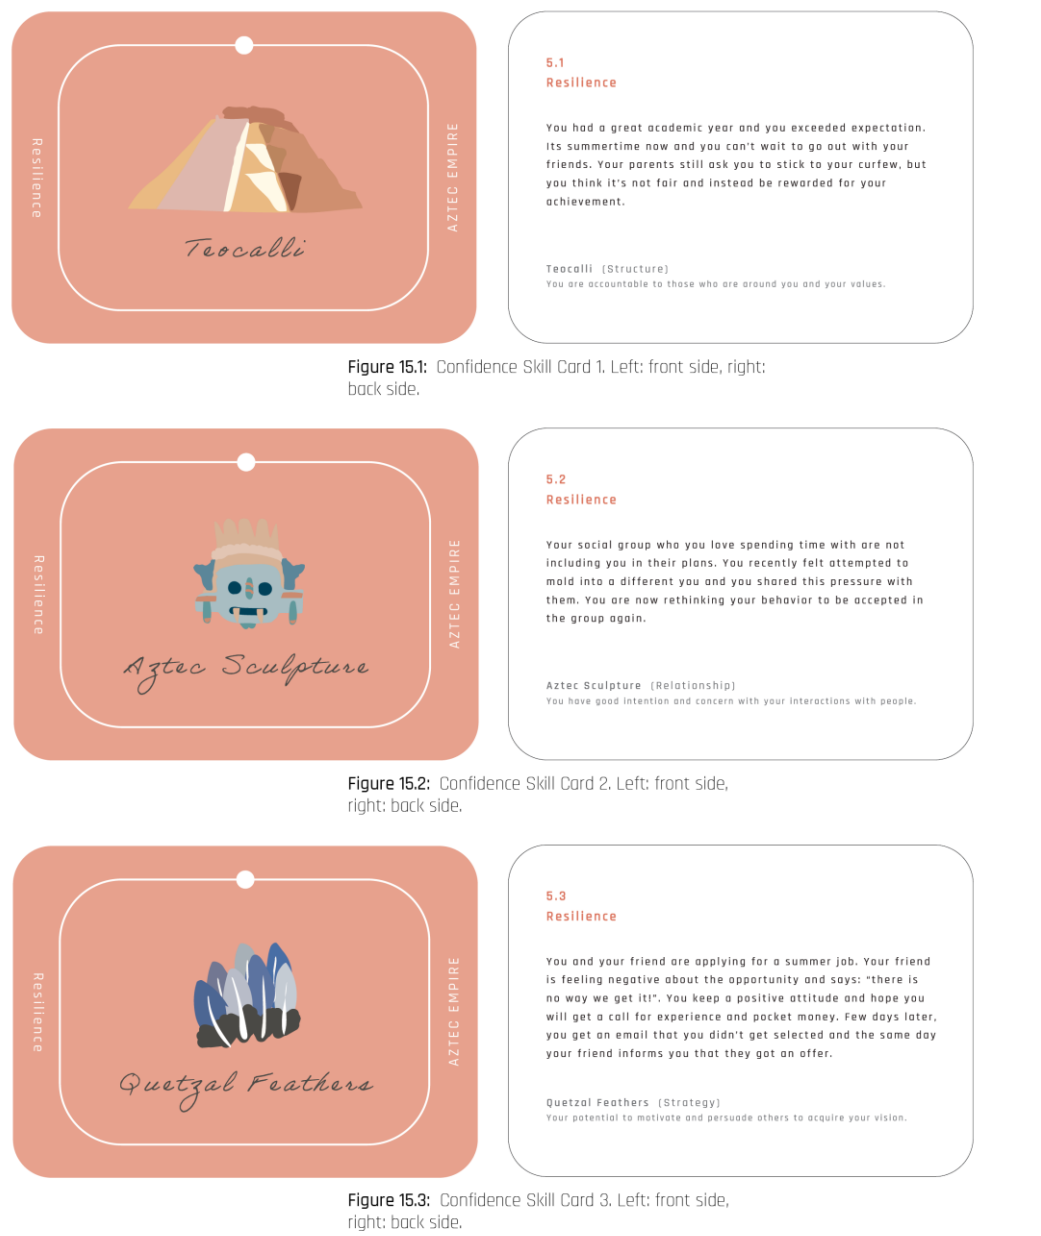 Resilience
Teocalli
AZTEC EMPIRE
5.1
Resilience
You had a great academic year and you exceeded expectation.
Its summertime now and you can't wait to go out with your
friends. Your parents still ask you to stick to your curfew, but
you think it's not fair and instead be rewarded for your
achievement.
Teocalli (Structure)
You are accountable to those who are around you and your values.
Figure 15.1: Confidence Skill Card 1. Left: front side, right:
back side.
Resilience
Aztec Sculpture
AZTEC EMPIRE
5.2
Resilience
Your social group who you love spending time with are not
including you in their plans. You recently felt attempted to
mold into a different you and you shared this pressure with
them. You are now rethinking your behavior to be accepted in
the group again.
Aztec Sculpture (Relationship)
You have good intention and concern with your interactions with people.
Figure 15.2: Confidence Skill Card 2. Left: front side,
right: back side.
Resilience
Quetzal Feathers
AZTEC EMPIRE
5.3
Resilience
You and your friend are applying for a summer job. Your friend
is feeling negative about the opportunity and says: "there is
no way we get it!". You keep a positive attitude and hope you
will get a call for experience and pocket money. Few days later,
you get an email that you didn't get selected and the same day
your friend informs you that they got an offer.
Quetzal Feathers (Strategy)
Your potential to motivate and persuade others to acquire your vision.
Figure 15.3: Confidence Skill Card 3. Left: front side,
right: back side.